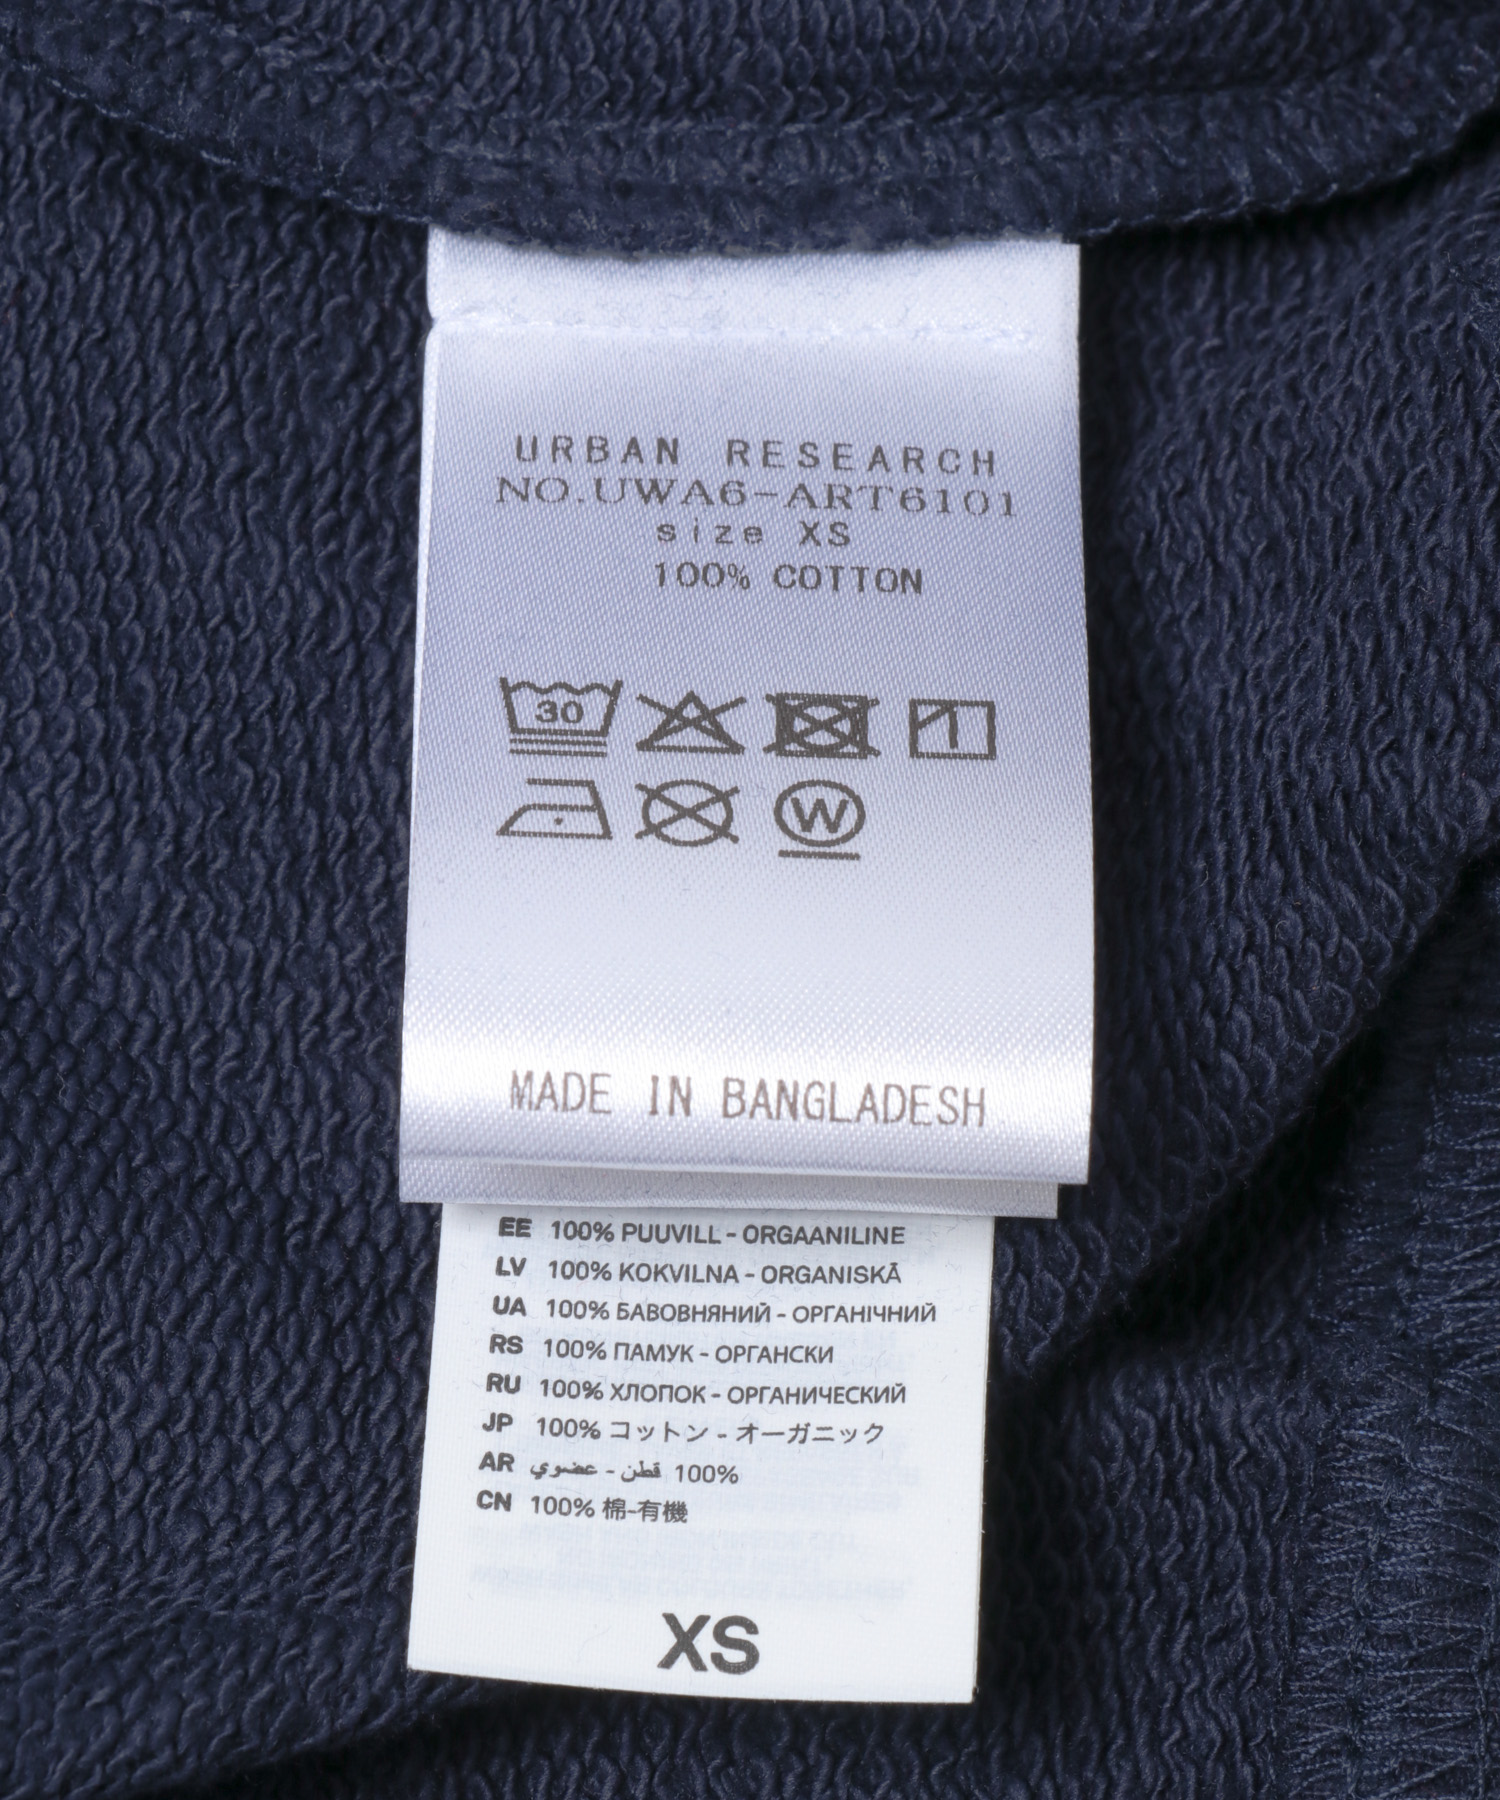 URBAN RESEARCH
NO.UWA6-ART6101
size XS
100% COTTON
30
W
MADE IN BANGLADESH
EE 100% PUUVILL - ORGAANILINE
LV 100% KOKVILNA - ORGANISKĀ
UA 100% БАВОВНЯНИЙ - ОРГАНІЧНИЙ
RS 100% ПАМУК - ОРГАНСКИ
RU 100% ХЛОПОК - ОРГАНИЧЕСКИЙ
JP 100% コットン - オーガニック
AR 100% قطن - عضوي
CN 100% 棉-有機
XS